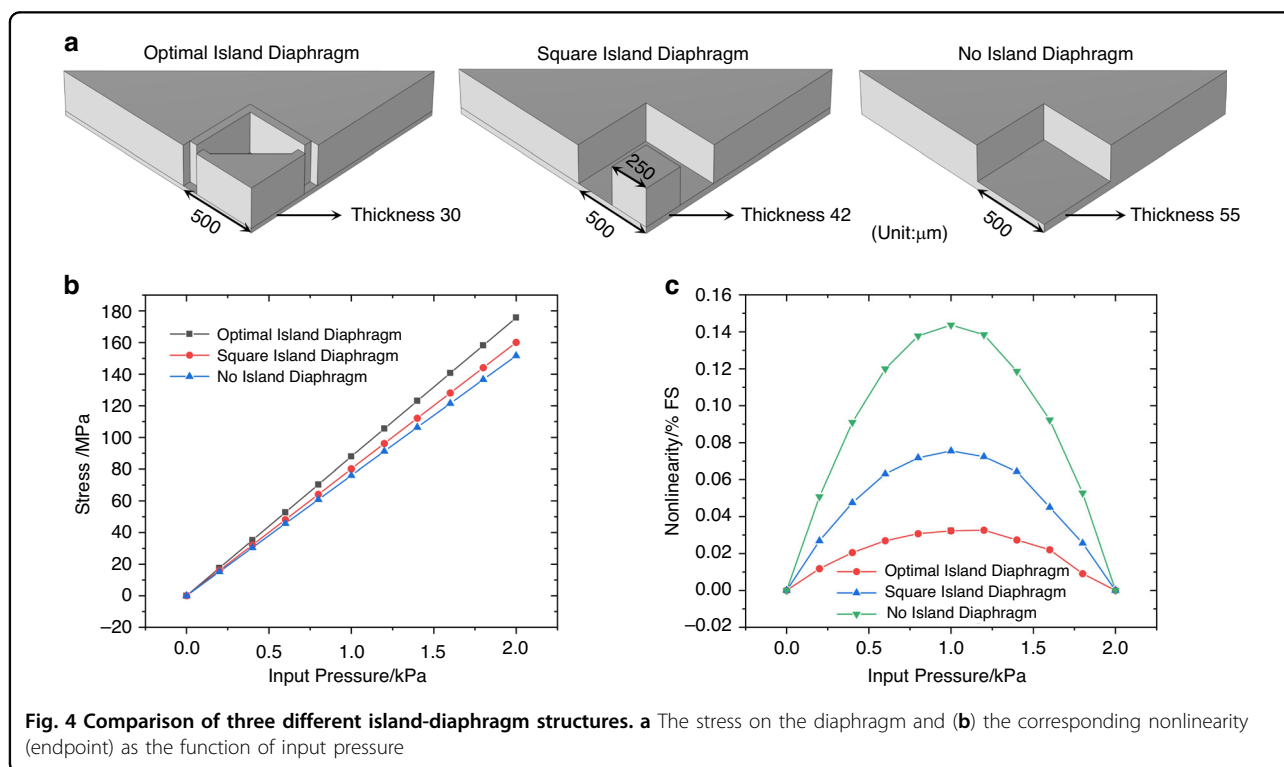 a
Optimal Island Diaphragm
Square Island Diaphragm
No Island Diaphragm
500
Thickness 30
250
500
Thickness 42
(Unit:μm)
500
Thickness 55
b
180
160
140
120
100
80
60
40
20
0
–20
Stress /MPa
Optimal Island Diaphragm
Square Island Diaphragm
No Island Diaphragm
0.0 0.5 1.0 1.5 2.0
Input Pressure/kPa
c
0.16
0.14
0.12
0.10
0.08
0.06
0.04
0.02
0.00
–0.02
Nonlinearity/% FS
Optimal Island Diaphragm
Square Island Diaphragm
No Island Diaphragm
0.0 0.5 1.0 1.5 2.0
Input Pressure/kPa
Fig. 4 Comparison of three different island-diaphragm structures. a The stress on the diaphragm and (b) the corresponding nonlinearity
(endpoint) as the function of input pressure